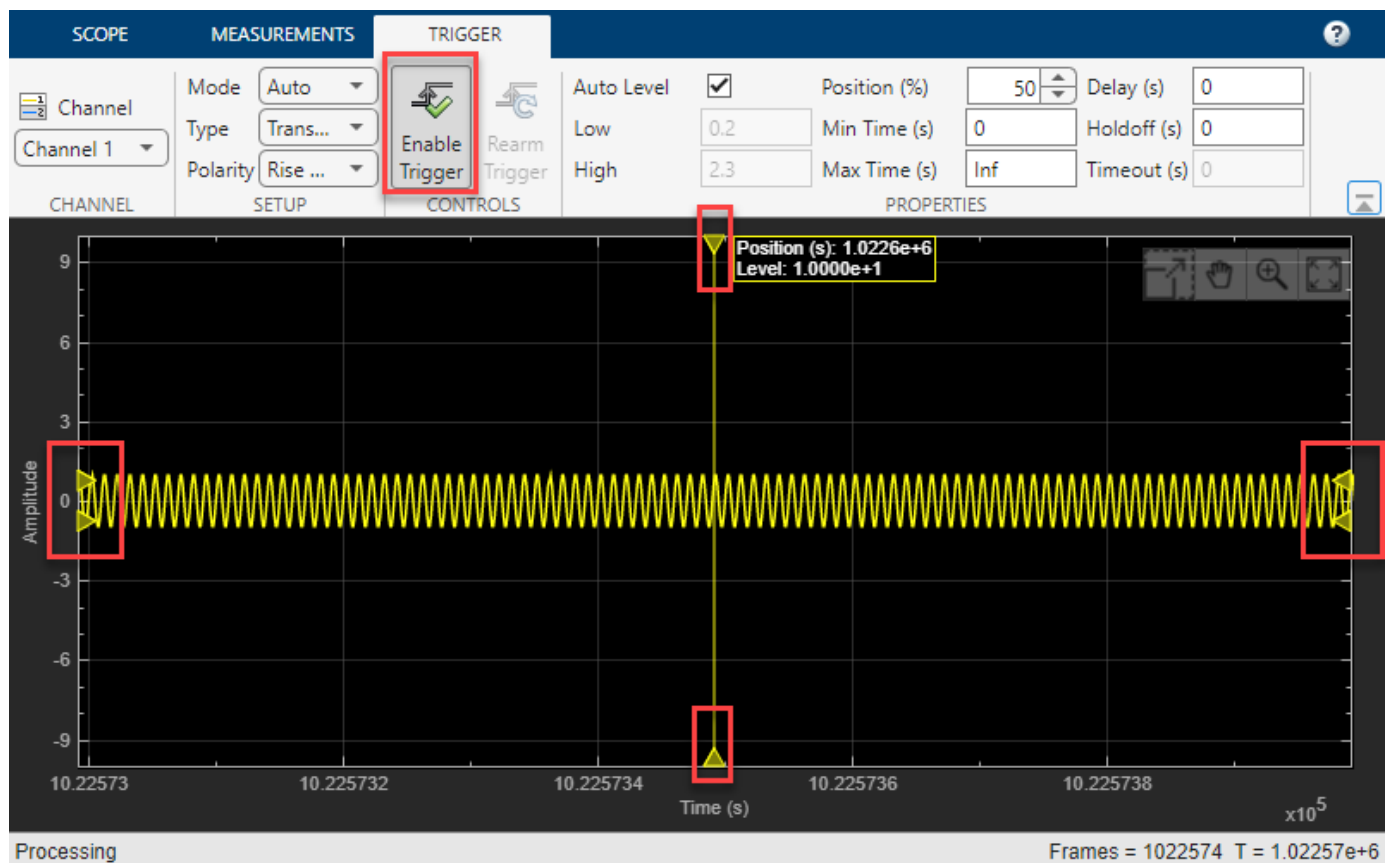 SCOPE MEASUREMENTS TRIGGER ?
Mode Auto Auto Level Position (%) 50 Delay (s) 0
Channel
Type Trans... Low 0.2 Min Time (s) 0 Holdoff (s) 0
Channel 1
Enable Rearm
Polarity Rise ... Trigger Trigger High 2.3 Max Time (s) Inf Timeout (s) 0
CHANNEL SETUP CONTROLS PROPERTIES
Position (s): 1.0226e+6
Level: 1.0000e+1
9
6
3
0
-3
-6
-9
Amplitude
10.22573 10.225732 10.225734 10.225736 10.225738
Time (s)
x10^5
Processing Frames = 1022574 T = 1.02257e+6